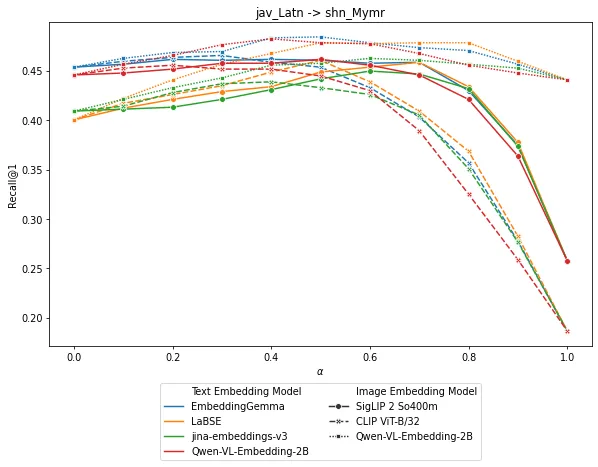 jav_Latn -> shn_Mymr
Recall@1
0.45
0.40
0.35
0.30
0.25
0.20
0.0 0.2 0.4 0.6 0.8 1.0
α
Text Embedding Model Image Embedding Model
EmbeddingGemma SigLIP 2 So400m
LaBSE CLIP ViT-B/32
jina-embeddings-v3 Qwen-VL-Embedding-2B
Qwen-VL-Embedding-2B